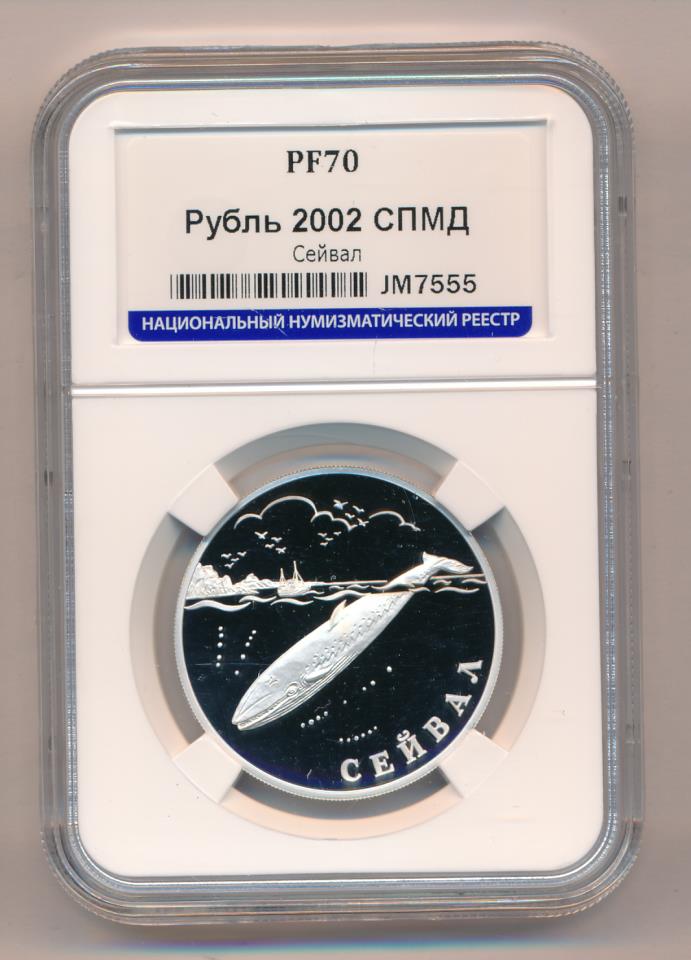 PF70
Рубль 2002 СПМД
Сейвал
JM7555
НАЦИОНАЛЬНЫЙ НУМИЗМАТИЧЕСКИЙ РЕЕСТР
СЕЙВАЛ